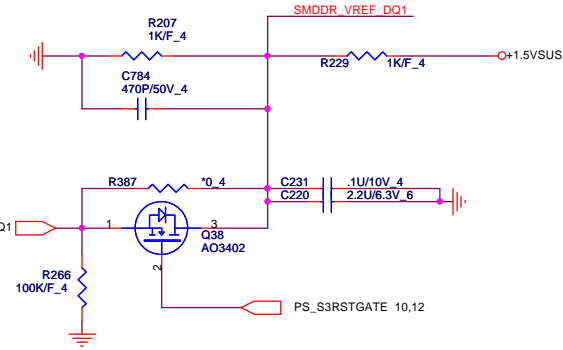 SMDDR_VREF_DQ1
R207
1K/F_4
R229
1K/F_4
+1.5VSUS
C784
470P/50V_4
R387
*0_4
C231
.1U/10V_4
C220
2.2U/6.3V_6
Q1
1
3
Q38
AO3402
2
R266
100K/F_4
PS_S3RSTGATE 10,12